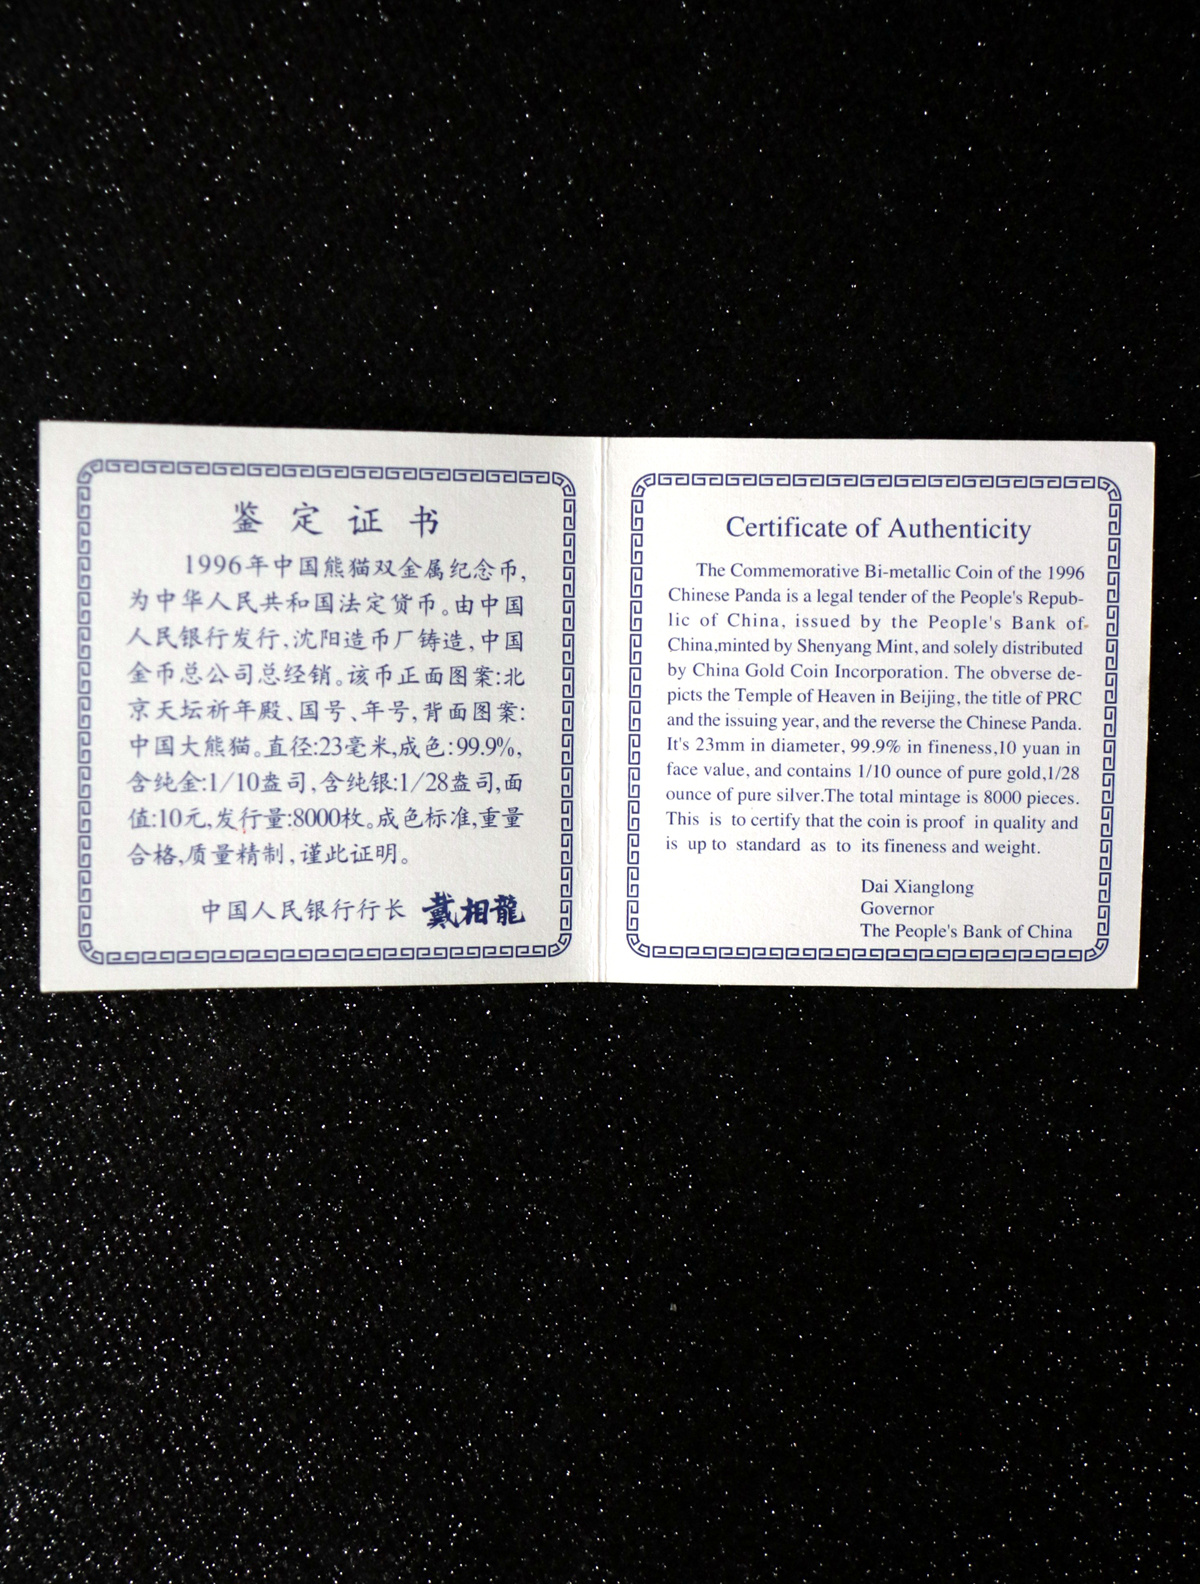 鉴定证书
1996年中国熊猫双金属纪念币,
为中华人民共和国法定货币。由中国
人民银行发行,沈阳造币厂铸造,中国
金币总公司总经销。该币正面图案:北
京天坛祈年殿、国号、年号,背面图案:
中国大熊猫。直径:23毫米,成色:99.9%,
含纯金:1/10盎司,含纯银:1/28盎司,面
值:10元,发行量:8000枚。成色标准,重量
合格,质量精制,谨此证明。
中国人民银行行长 戴相龍
Certificate of Authenticity
The Commemorative Bi-metallic Coin of the 1996
Chinese Panda is a legal tender of the People's Repub-
lic of China, issued by the People's Bank of
China,minted by Shenyang Mint, and solely distributed
by China Gold Coin Incorporation. The obverse de-
picts the Temple of Heaven in Beijing, the title of PRC
and the issuing year, and the reverse the Chinese Panda.
It's 23mm in diameter, 99.9% in fineness,10 yuan in
face value, and contains 1/10 ounce of pure gold,1/28
ounce of pure silver.The total mintage is 8000 pieces.
This is to certify that the coin is proof in quality and
is up to standard as to its fineness and weight.
Dai Xianglong
Governor
The People's Bank of China